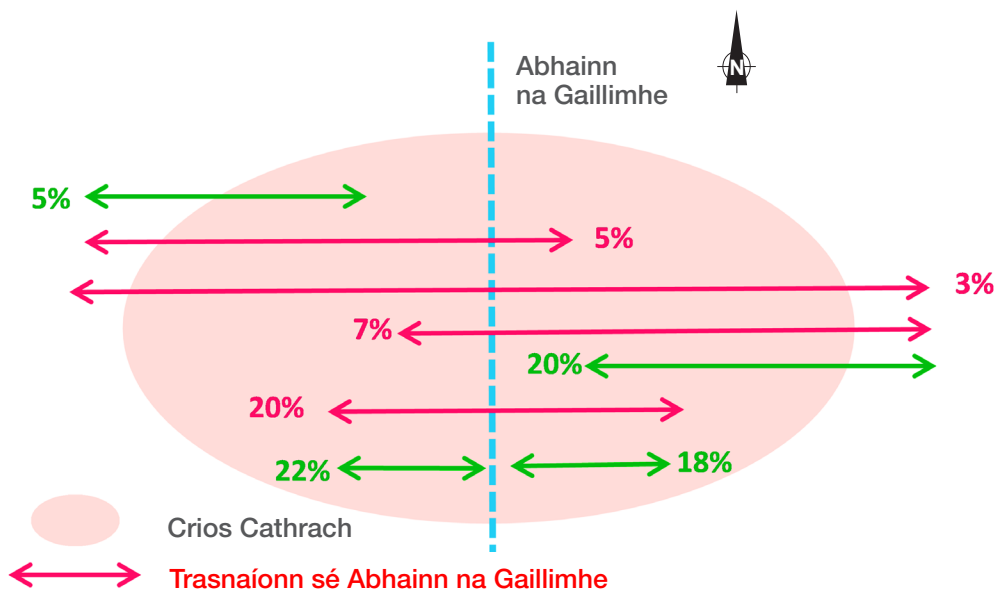 Abhainn
na Gaillimhe
N
5%
5%
3%
7%
20%
20%
22%
18%
Crios Cathrach
Trasnaíonn sé Abhainn na Gaillimhe